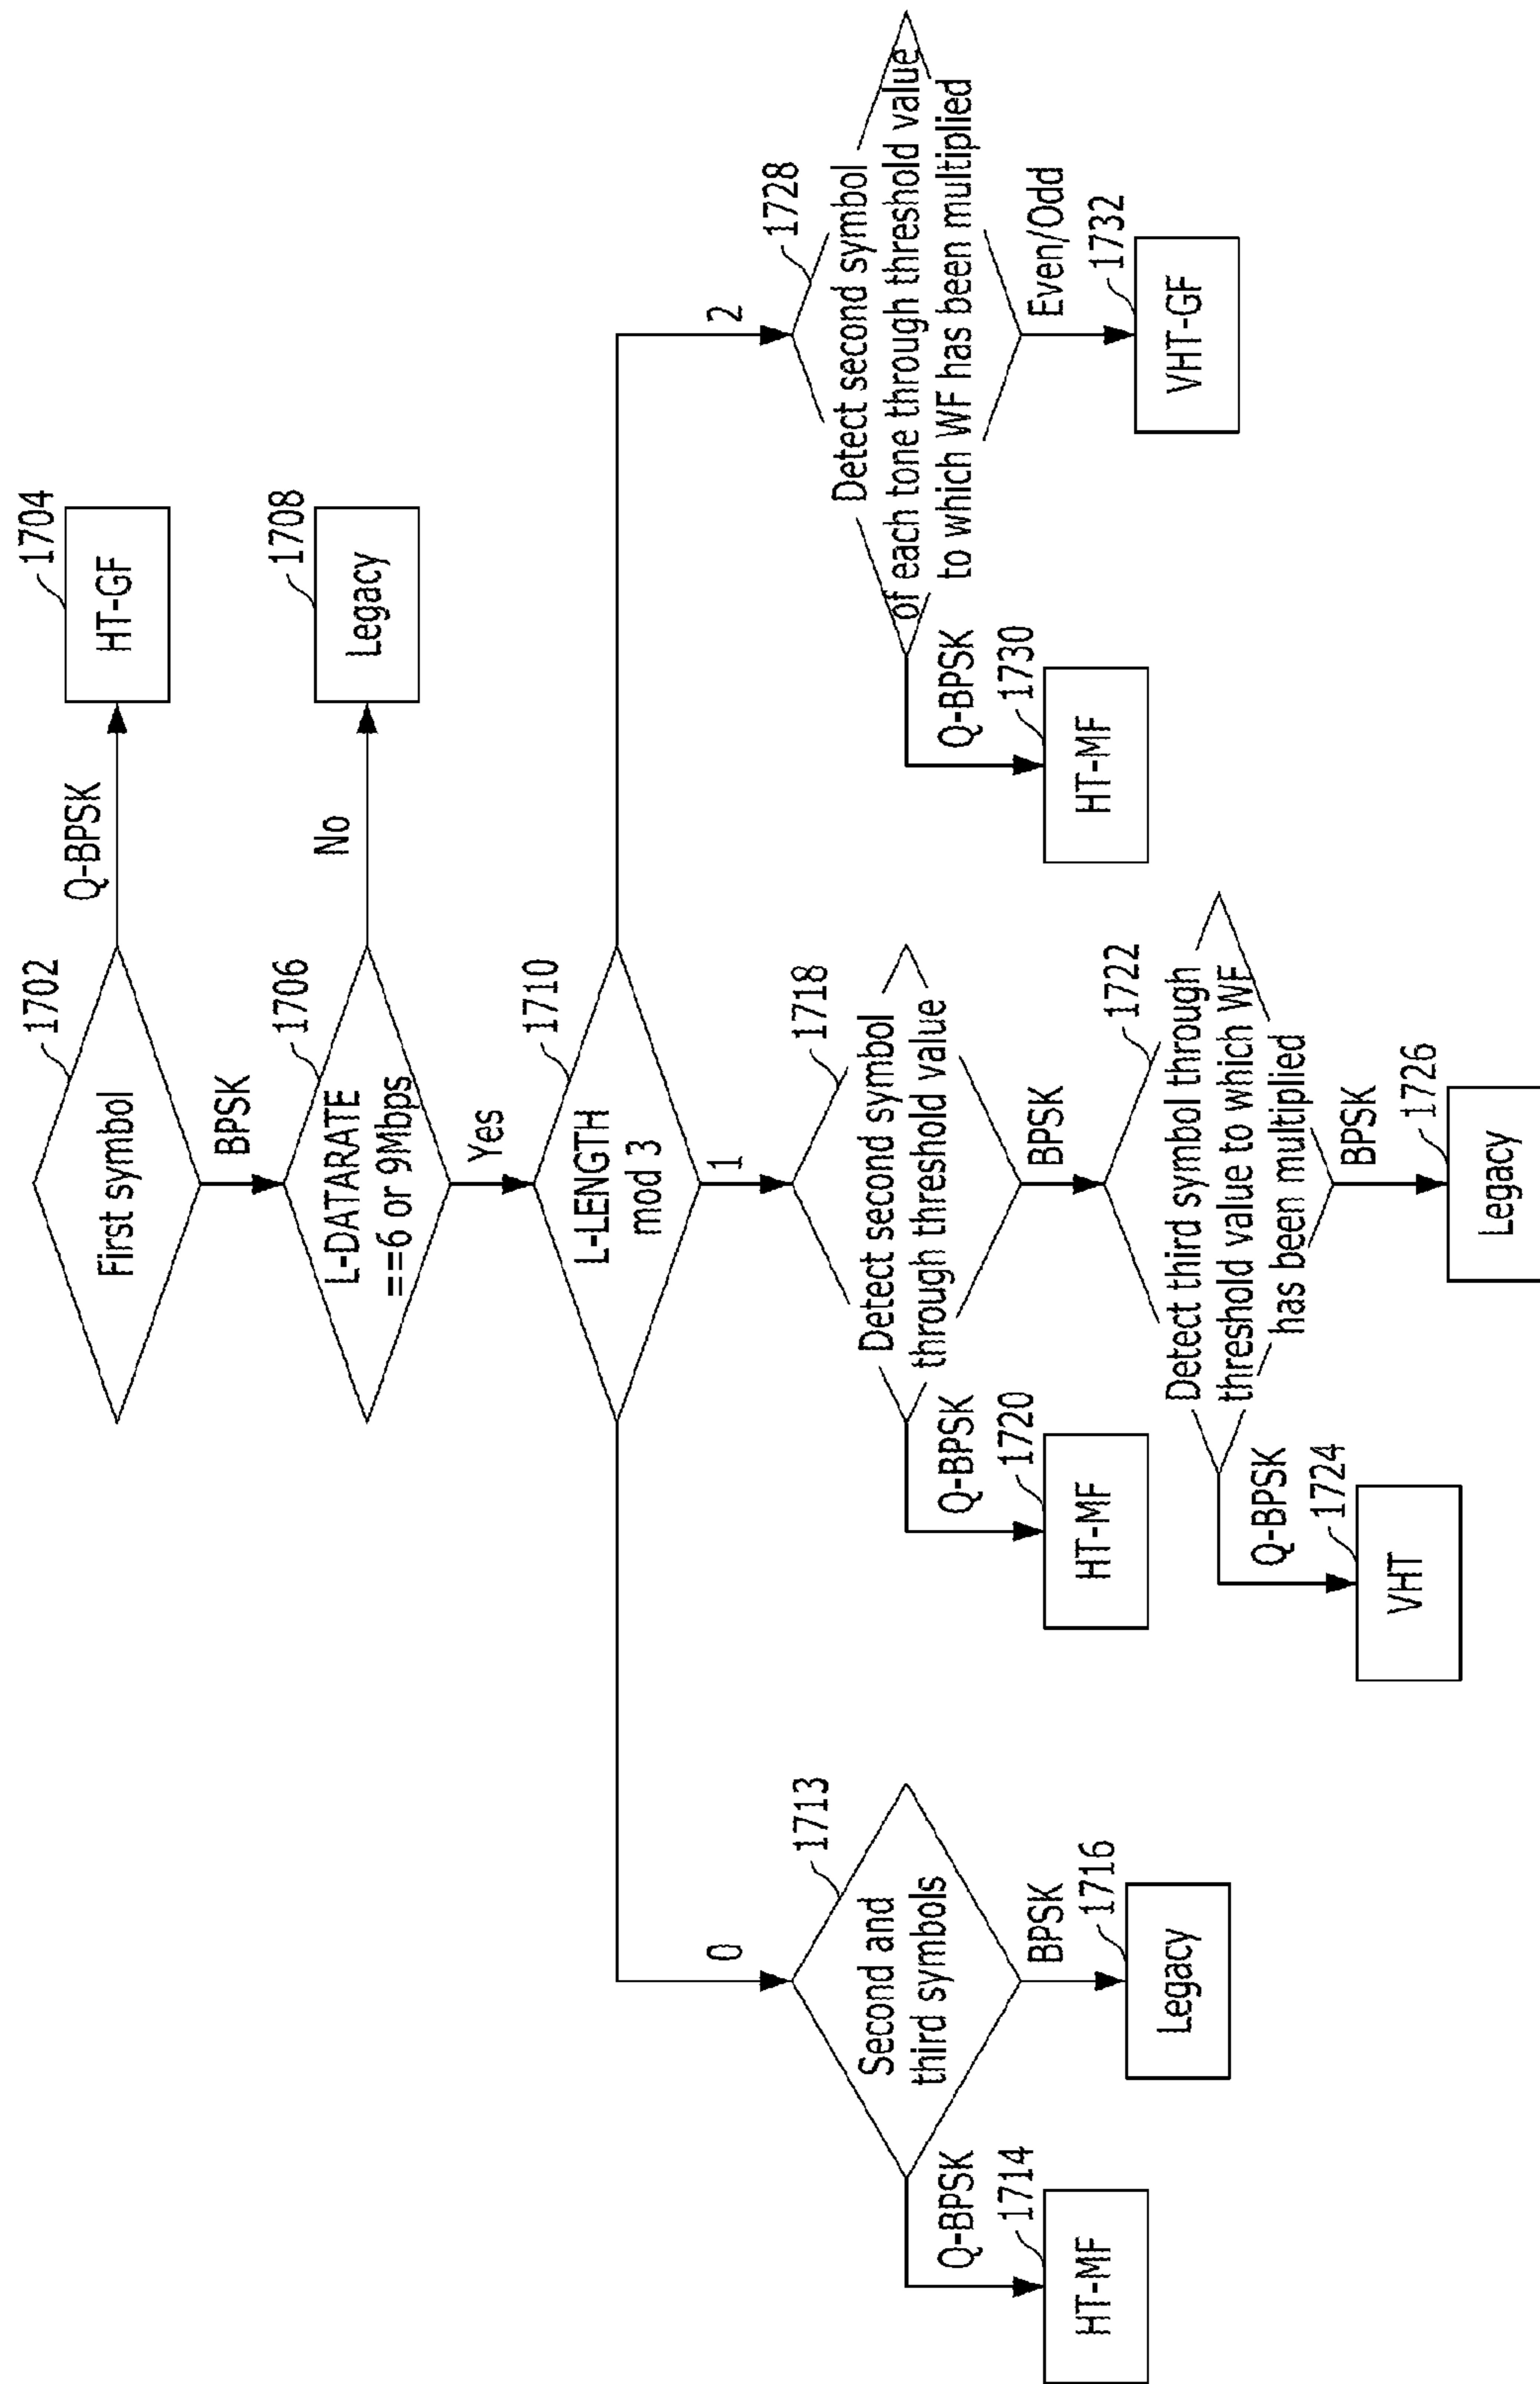 1702
First symbol
Q-BPSK
1704
HT-GF
BPSK
1706
L-DATARATE
==6 or 9Mbps
No
1708
Legacy
Yes
1710
L-LENGTH
mod 3
0
1
2
1713
Second and
third symbols
Q-BPSK
1714
HT-MF
BPSK
1716
Legacy
1718
Detect second symbol
through threshold value
Q-BPSK
1720
HT-MF
BPSK
1722
Detect third symbol through
threshold value to which WF
has been multiplied
Q-BPSK
1724
VHT
BPSK
1726
Legacy
1728
Detect second symbol
of each tone through threshold value
to which WF has been multiplied
Q-BPSK
1730
HT-MF
Even/Odd
1732
VHT-GF